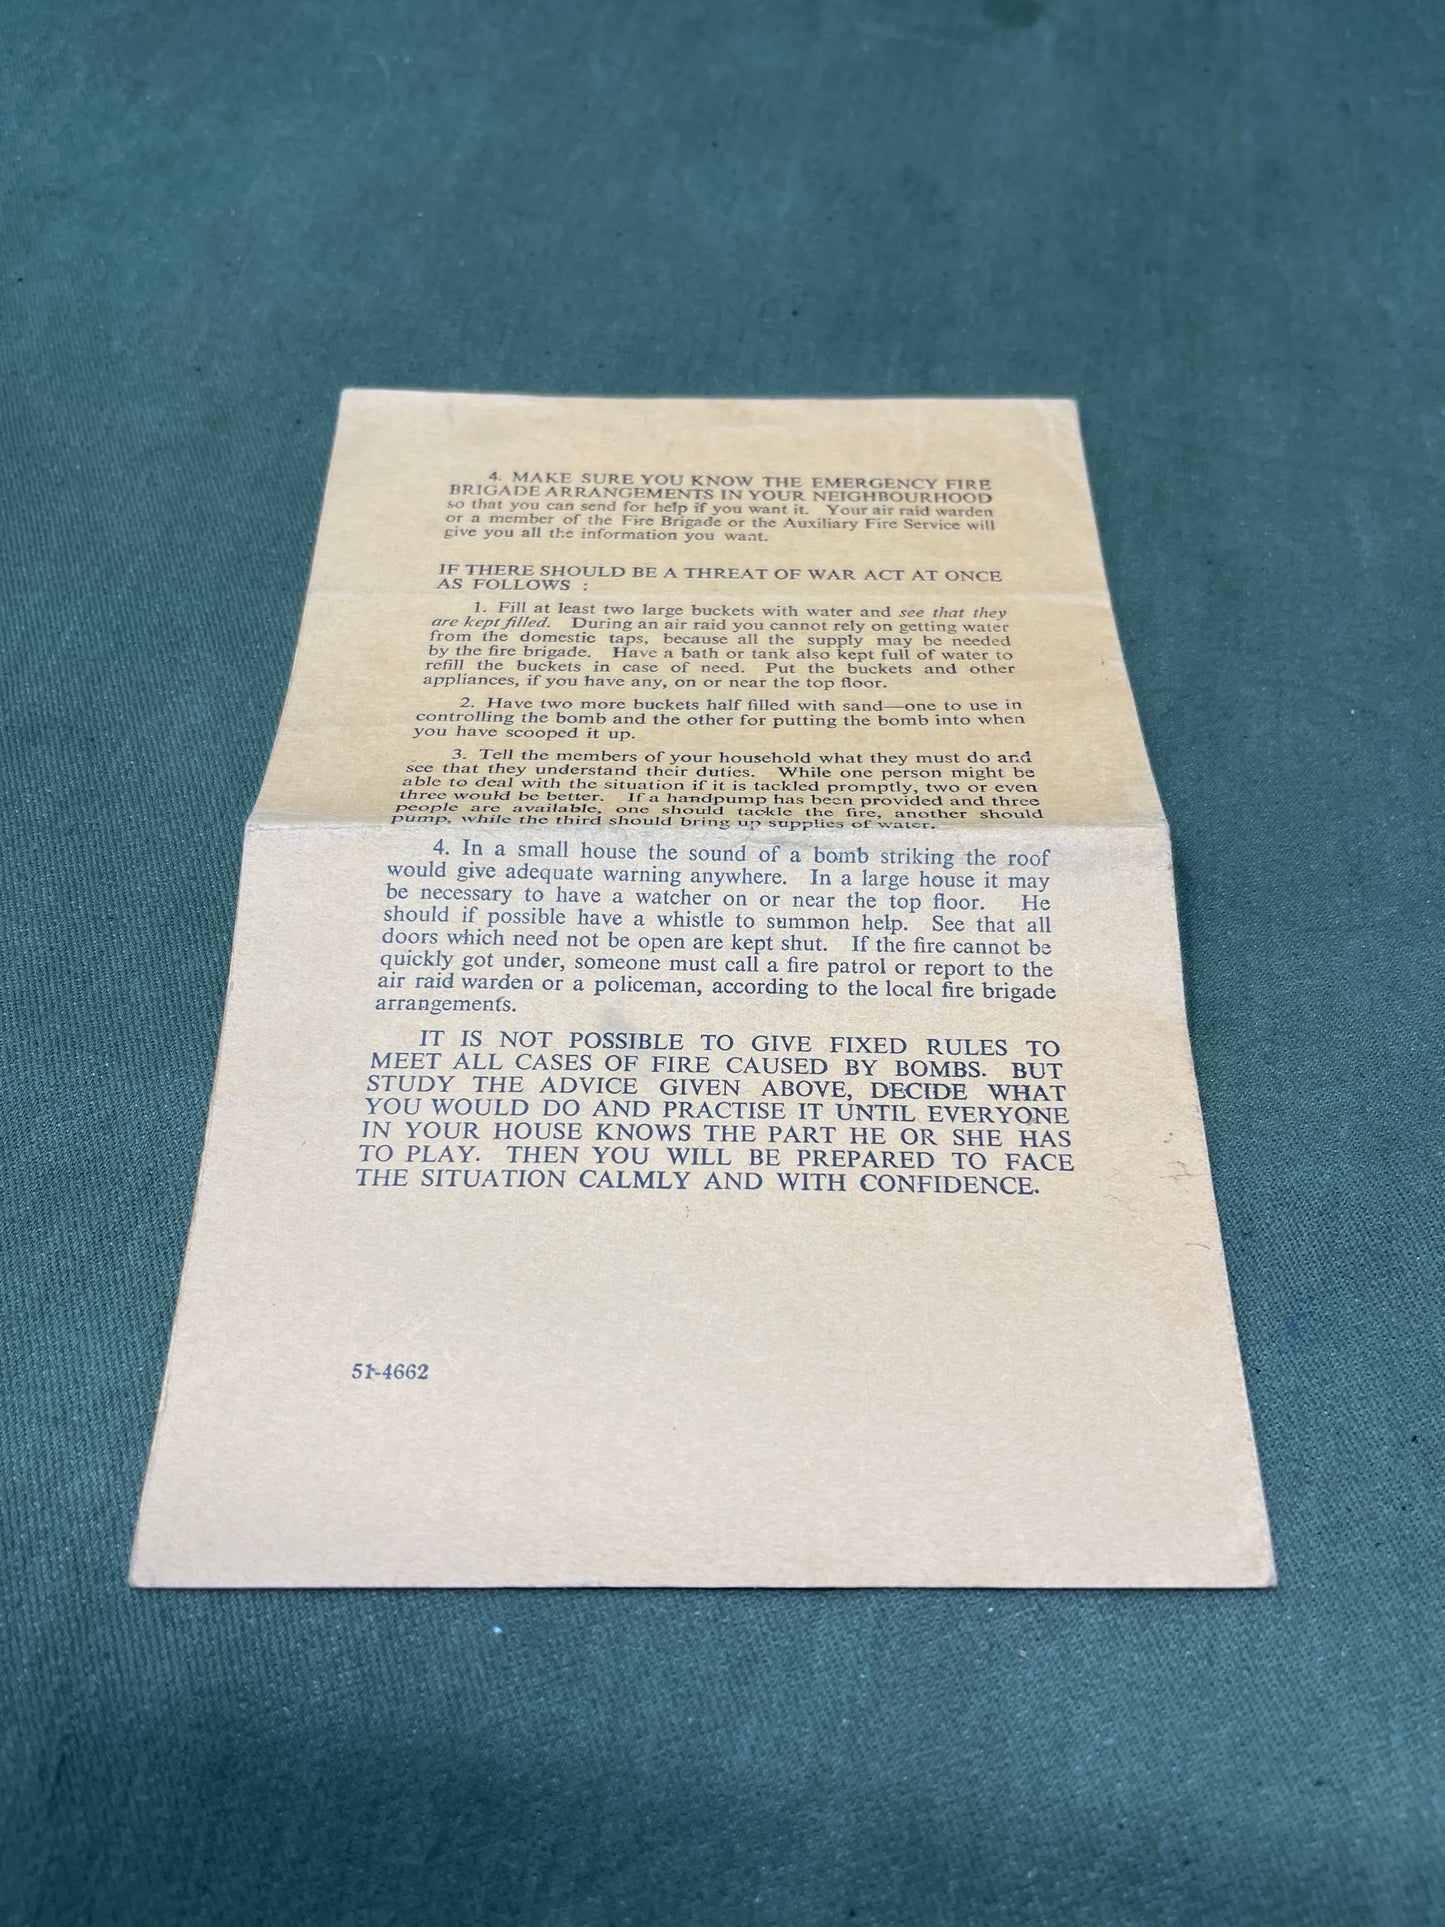 4. MAKE SURE YOU KNOW THE EMERGENCY FIRE
BRIGADE ARRANGEMENTS IN YOUR NEIGHBOURHOOD
so that you can send for help if you want it. Your air raid warden
or a member of the Fire Brigade or the Auxiliary Fire Service will
give you all the information you want.
IF THERE SHOULD BE A THREAT OF WAR ACT AT ONCE
AS FOLLOWS :
1. Fill at least two large buckets with water and see that they
are kept filled. During an air raid you cannot rely on getting water
from the domestic taps, because all the supply may be needed
by the fire brigade. Have a bath or tank also kept full of water to
refill the buckets in case of need. Put the buckets and other
appliances, if you have any, on or near the top floor.
2. Have two more buckets half filled with sand—one to use in
controlling the bomb and the other for putting the bomb into when
you have scooped it up.
3. Tell the members of your household what they must do and
see that they understand their duties. While one person might be
able to deal with the situation if it is tackled promptly, two or even
three would be better. If a handpump has been provided and three
people are available, one should tackle the fire, another should
pump, while the third should bring up supplies of water.
4. In a small house the sound of a bomb striking the roof
would give adequate warning anywhere. In a large house it may
be necessary to have a watcher on or near the top floor. He
should if possible have a whistle to summon help. See that all
doors which need not be open are kept shut. If the fire cannot be
quickly got under, someone must call a fire patrol or report to the
air raid warden or a policeman, according to the local fire brigade
arrangements.
IT IS NOT POSSIBLE TO GIVE FIXED RULES TO
MEET ALL CASES OF FIRE CAUSED BY BOMBS. BUT
STUDY THE ADVICE GIVEN ABOVE, DECIDE WHAT
YOU WOULD DO AND PRACTISE IT UNTIL EVERYONE
IN YOUR HOUSE KNOWS THE PART HE OR SHE HAS
TO PLAY. THEN YOU WILL BE PREPARED TO FACE
THE SITUATION CALMLY AND WITH CONFIDENCE.
51-4662